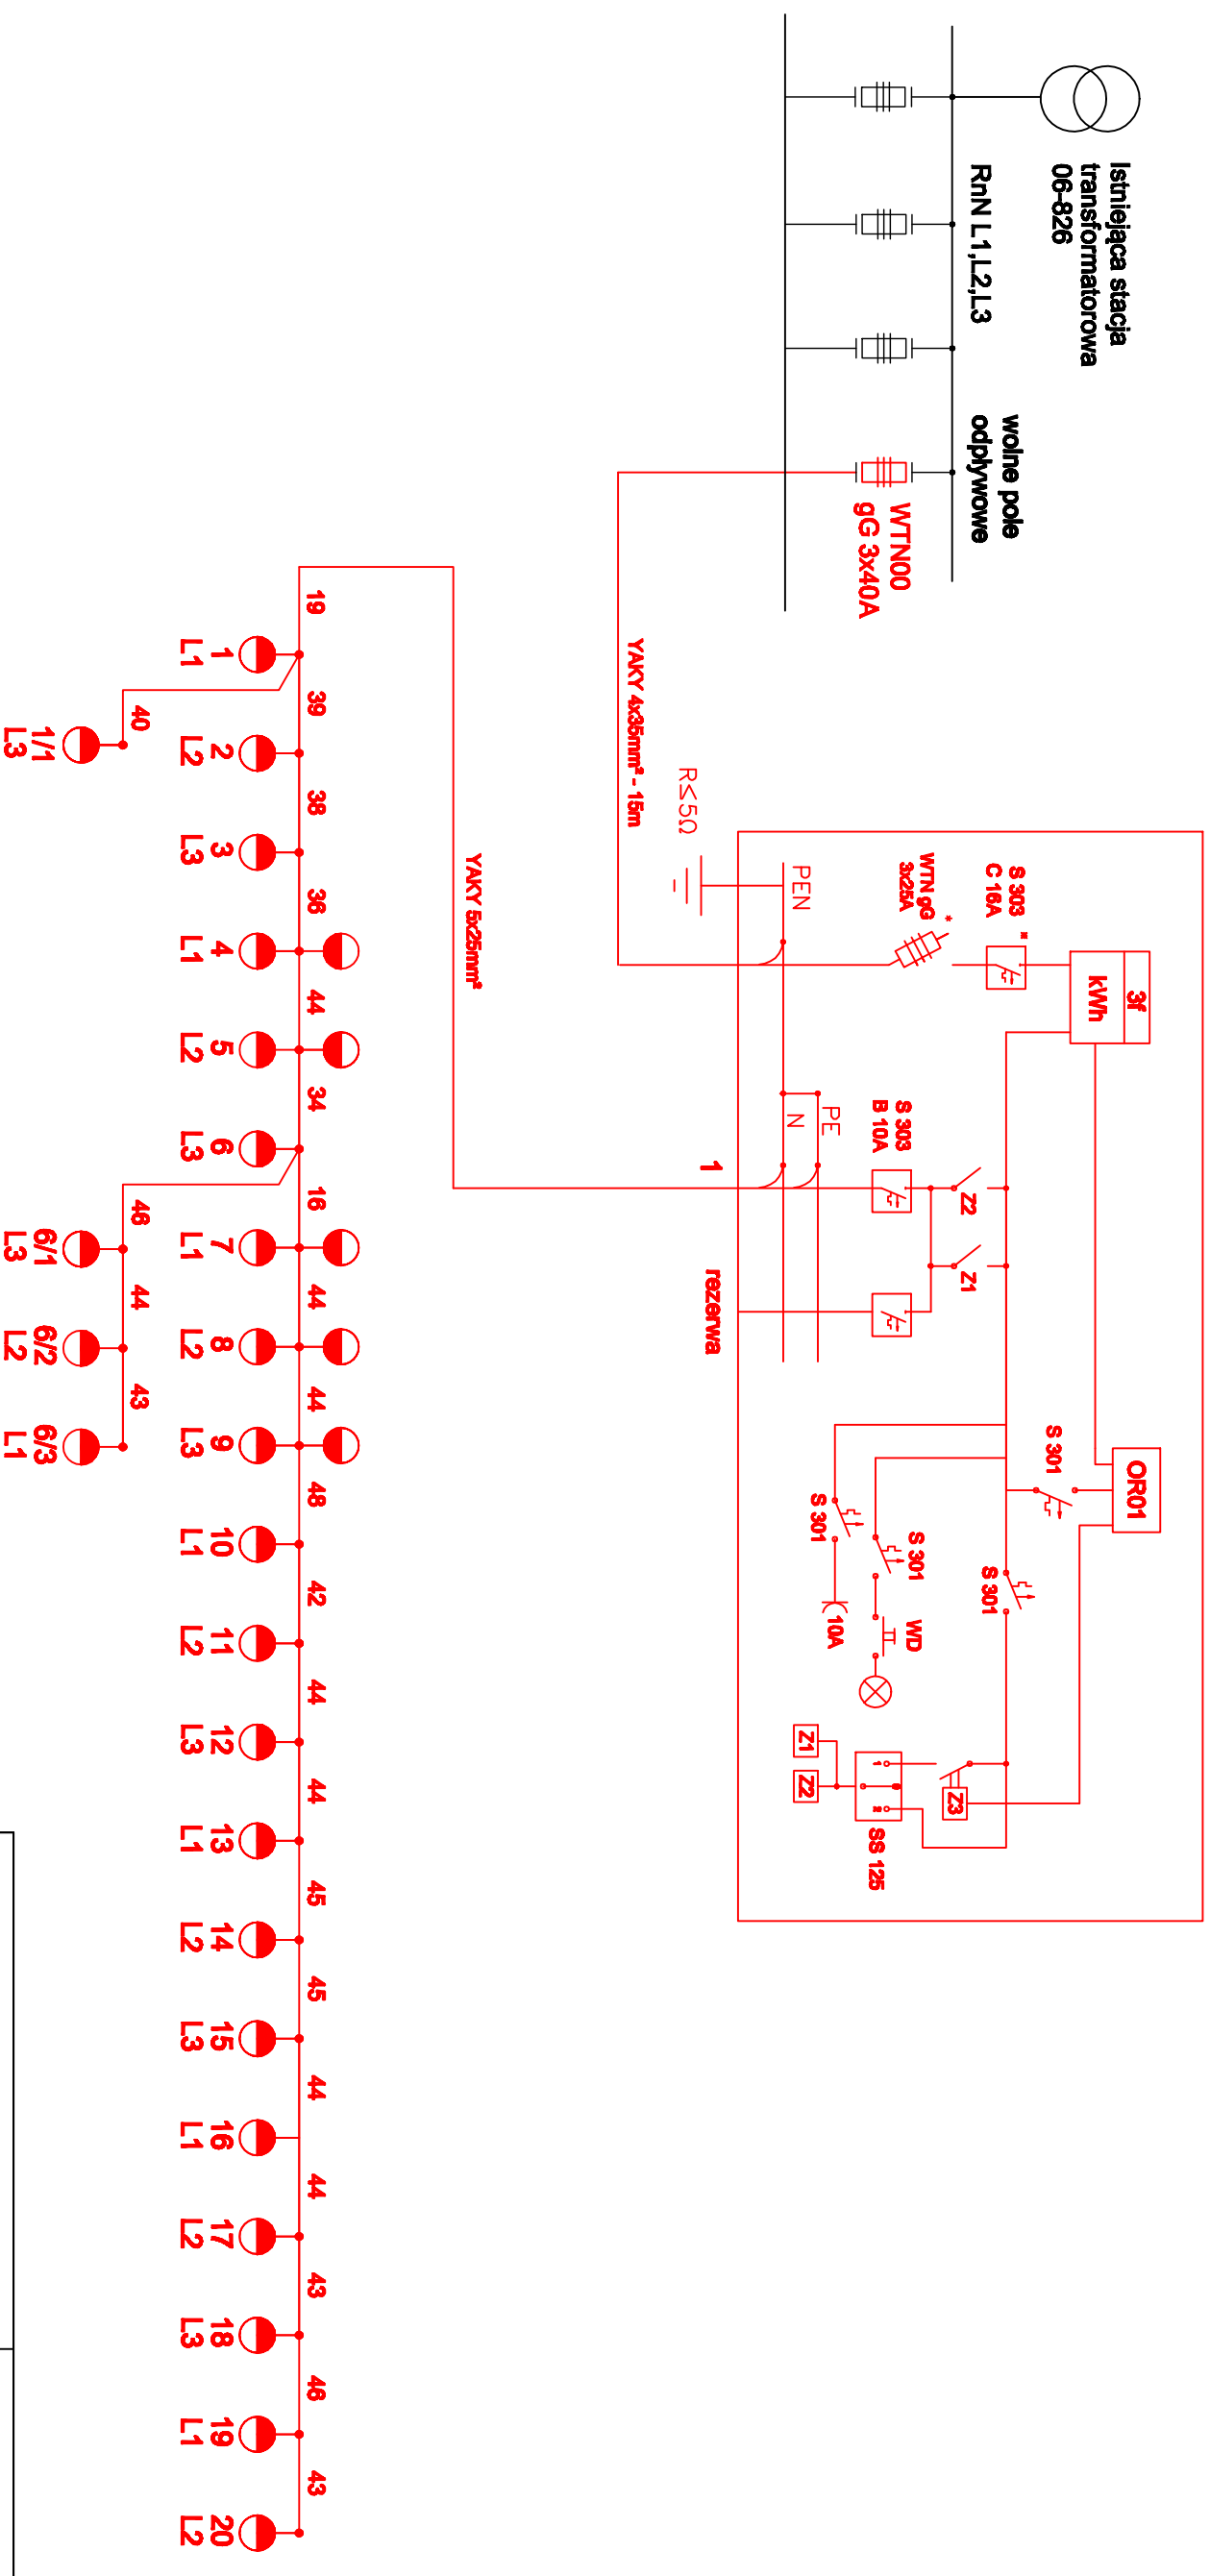 Istniejąca stacja
transformatorowa
06-826
RnN L1,L2,L3
wolne pole
odpływowe
WTN00
gG 3x40A
YAKY 4x35mm² - 15m
R≤5Ω
3f
kWh
S 303 *
C 16A
WTN gG *
3x25A
PEN
PE
N
S 303
B 10A
1
rezerwa
Z2
Z1
OR01
S 301
S 301
S 301
WD
S 301
10A
Z3
1 0 2
SS 125
Z1
Z2
YAKY 5x25mm²
19 39 38 36 44 34 16 44 44 48 42 44 44 45 45 44 44 43 46 43
1 2 3 4 5 6 7 8 9 10 11 12 13 14 15 16 17 18 19 20
L1 L2 L3 L1 L2 L3 L1 L2 L3 L1 L2 L3 L1 L2 L3 L1 L2 L3 L1 L2
40 46 44 43
1/1 6/1 6/2 6/3
L3 L3 L2 L1